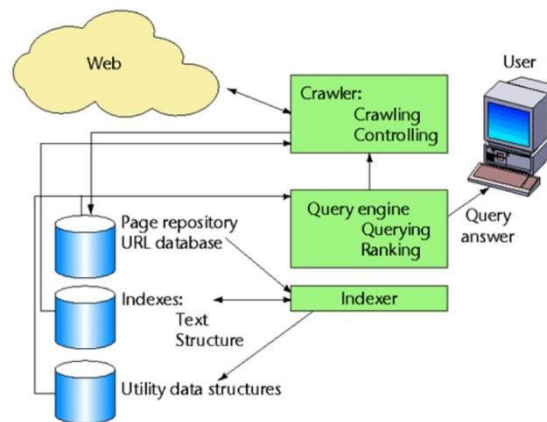 Web
User
Crawler:
Crawling
Controlling
Query engine
Querying
Ranking
Query
answer
Page repository
URL database
Indexes:
Text
Structure
Indexer
Utility data structures